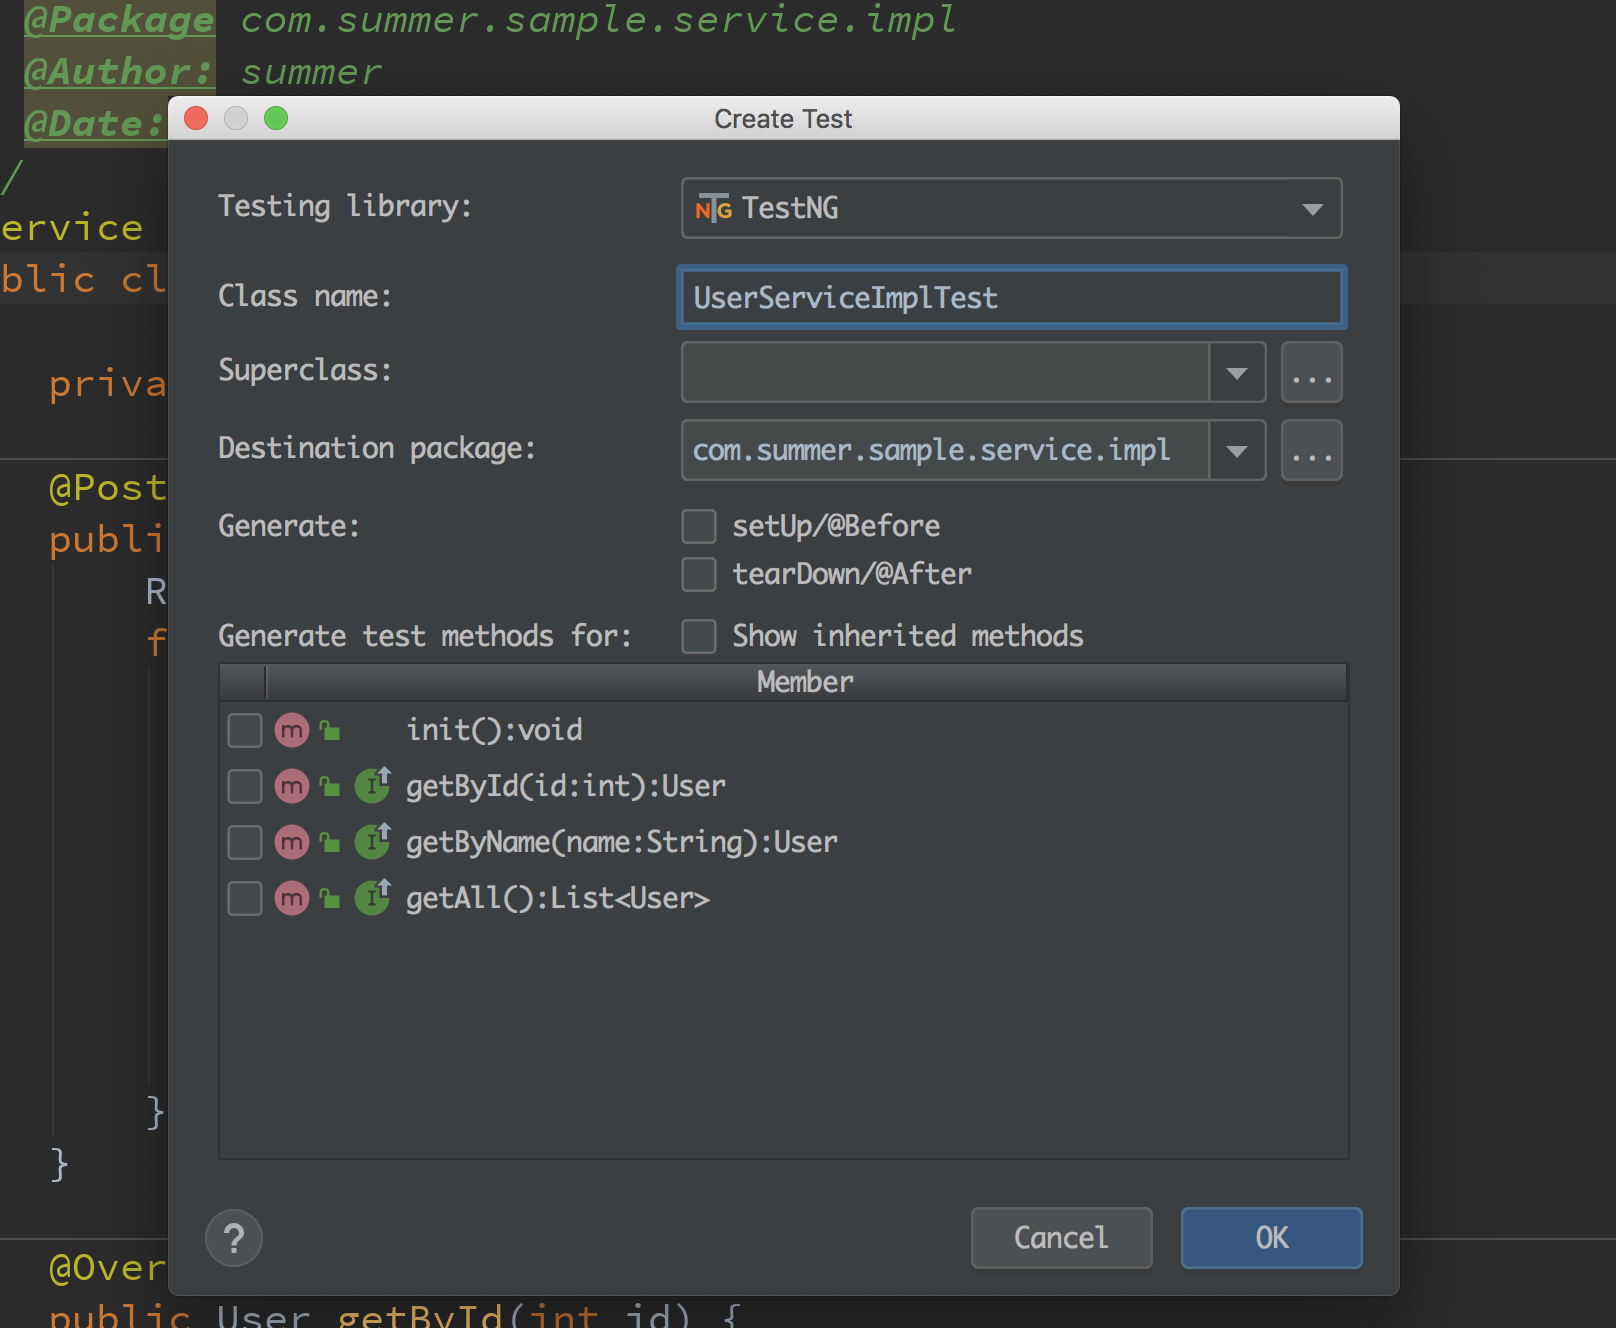 @Package com.summer.sample.service.impl
@Author: summer
@Date:
/
ervice
blic cl
priva
@Post
publi
R
f
}
}
@Over
public User getById(int id) {
Create Test
Testing library:
NTG TestNG
Class name:
UserServiceImplTest
Superclass:
...
Destination package:
com.summer.sample.service.impl
...
Generate:
setUp/@Before
tearDown/@After
Generate test methods for:
Show inherited methods
Member
m init():void
m I getById(id:int):User
m I getByName(name:String):User
m I getAll():List<User>
?
Cancel
OK